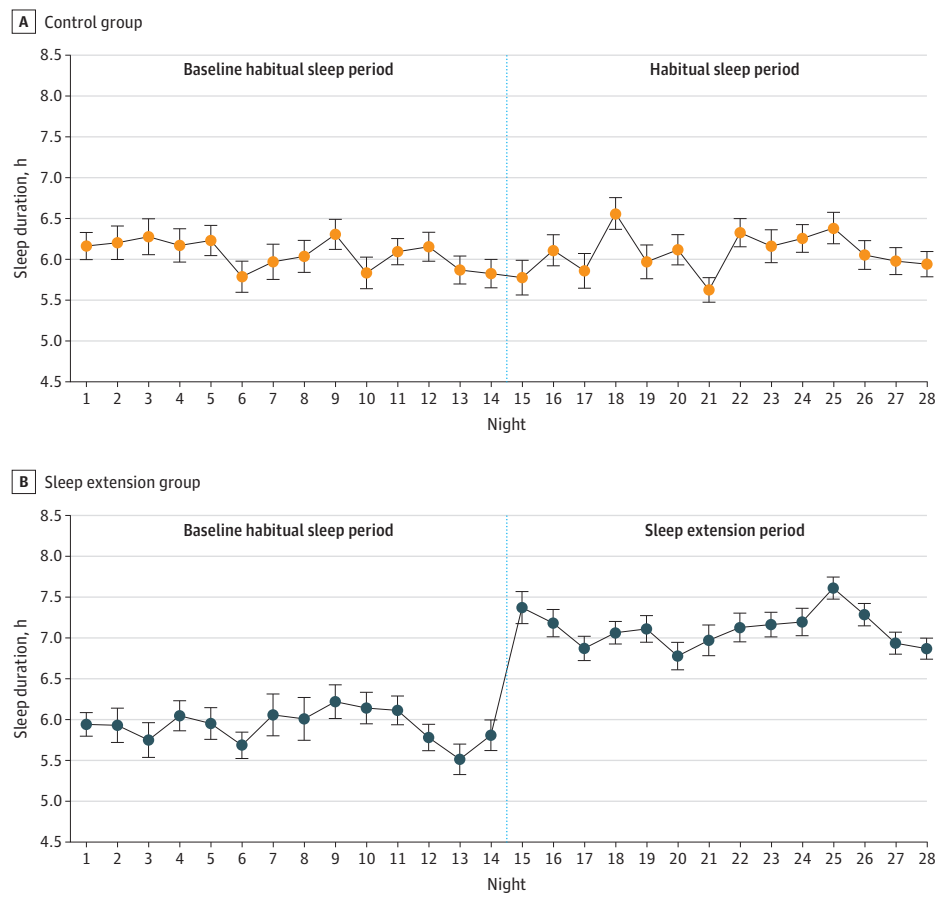 A Control group
8.5
Baseline habitual sleep period Habitual sleep period
8.0
7.5
7.0
6.5
6.0
5.5
5.0
4.5
Sleep duration, h
1 2 3 4 5 6 7 8 9 10 11 12 13 14 15 16 17 18 19 20 21 22 23 24 25 26 27 28
Night
B Sleep extension group
8.5
Baseline habitual sleep period Sleep extension period
8.0
7.5
7.0
6.5
6.0
5.5
5.0
4.5
Sleep duration, h
1 2 3 4 5 6 7 8 9 10 11 12 13 14 15 16 17 18 19 20 21 22 23 24 25 26 27 28
Night